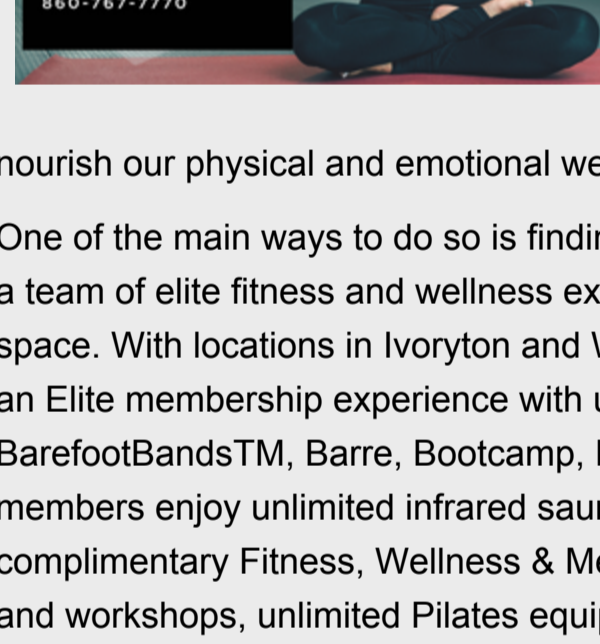 860-767-7770
nourish our physical and emotional we
One of the main ways to do so is findin
a team of elite fitness and wellness ex
space. With locations in Ivoryton and
an Elite membership experience with u
BarefootBandsTM, Barre, Bootcamp,
members enjoy unlimited infrared sau
complimentary Fitness, Wellness & Me
and workshops, unlimited Pilates equi